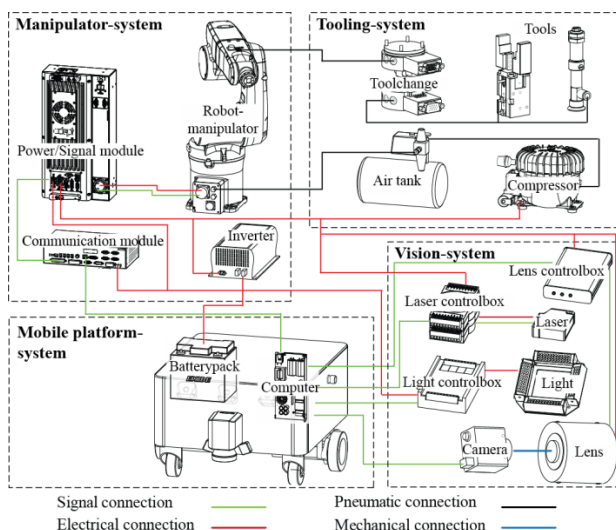 Manipulator-system
Tooling-system
Tools
Toolchange
Robot-
manipulator
Power/Signal module
Air tank
Compressor
Communication module
Inverter
Vision-system
Lens controlbox
Laser controlbox
Laser
Mobile platform-
system
Batterypack
Computer
Light controlbox
Light
Camera
Lens
Signal connection
Pneumatic connection
Electrical connection
Mechanical connection